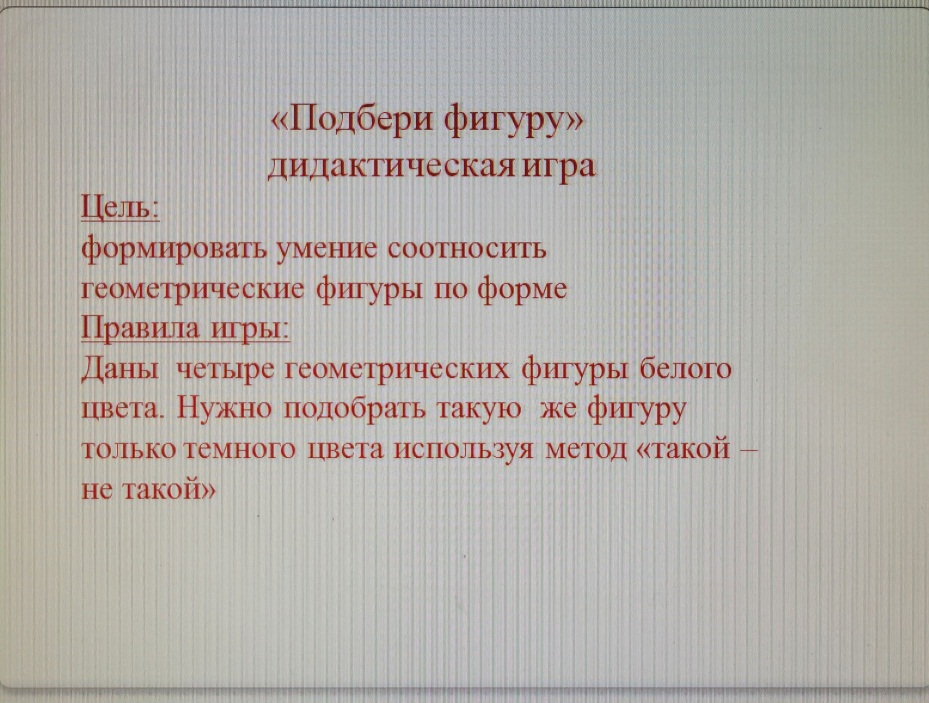 «Подбери фигуру»
дидактическая игра
Цель:
формировать умение соотносить
геометрические фигуры по форме
Правила игры:
Даны четыре геометрических фигуры белого
цвета. Нужно подобрать такую же фигуру
только темного цвета используя метод «такой –
не такой»